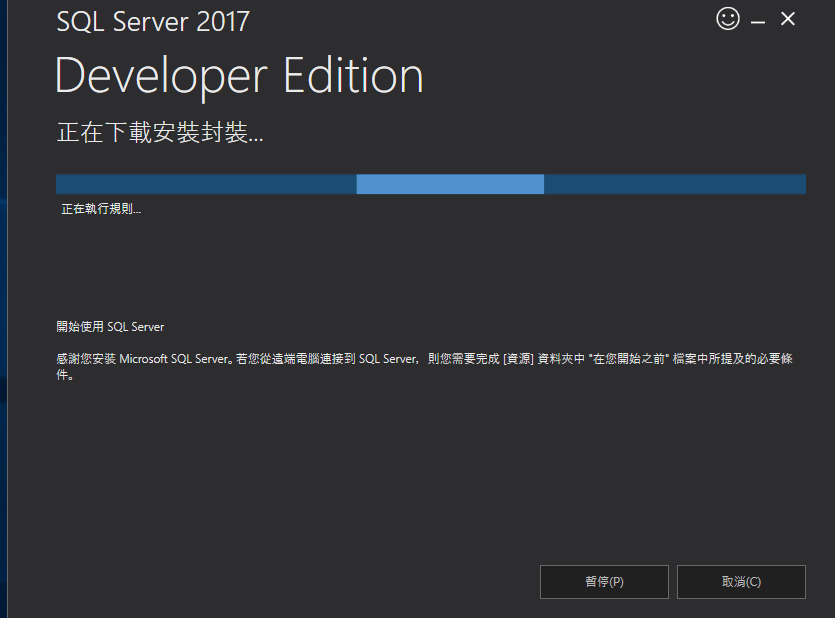 SQL Server 2017
Developer Edition
正在下載安裝封裝...
正在執行規則...
開始使用 SQL Server
感謝您安裝 Microsoft SQL Server。若您從遠端電腦連接到 SQL Server，則您需要完成 [資源] 資料夾中 "在您開始之前" 檔案中所提及的必要條
件。
暫停(P)
取消(C)